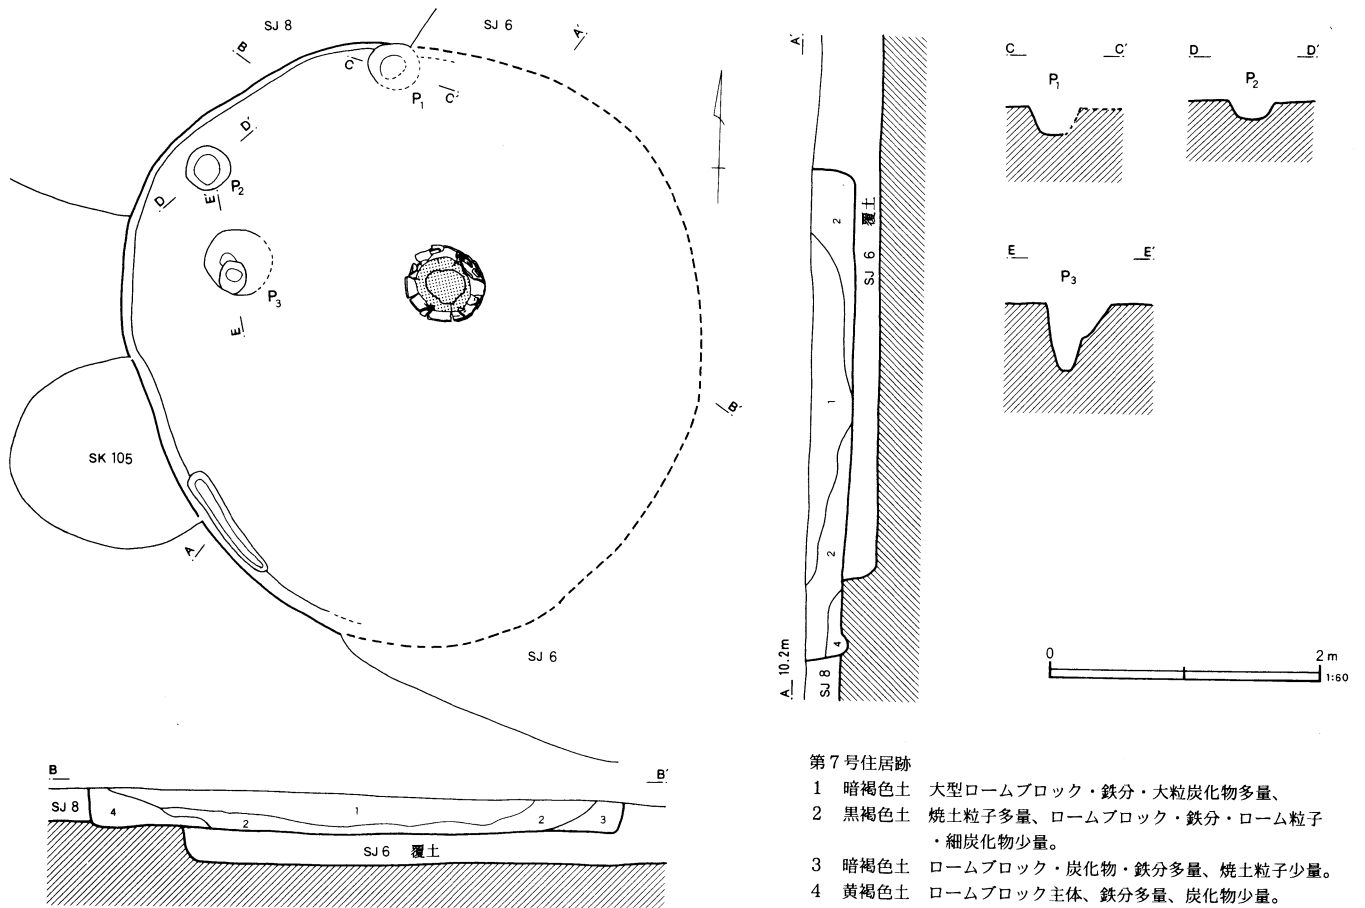 SJ 8
SJ 6
B
A′
C
C′
P1
D′
D
P2
E′
P3
E
B′
SK 105
A
SJ 6
A′
2
SJ 6 覆土
1
2
4
A 10.2m
SJ 8
C C′
P1
D D′
P2
E E′
P3
0 2 m
1:60
B B′
SJ 8
4
2
1
2
3
SJ 6 覆土
第7号住居跡
1 暗褐色土 大型ロームブロック・鉄分・大粒炭化物多量、
2 黒褐色土 焼土粒子多量、ロームブロック・鉄分・ローム粒子
・細炭化物少量。
3 暗褐色土 ロームブロック・炭化物・鉄分多量、焼土粒子少量。
4 黄褐色土 ロームブロック主体、鉄分多量、炭化物少量。